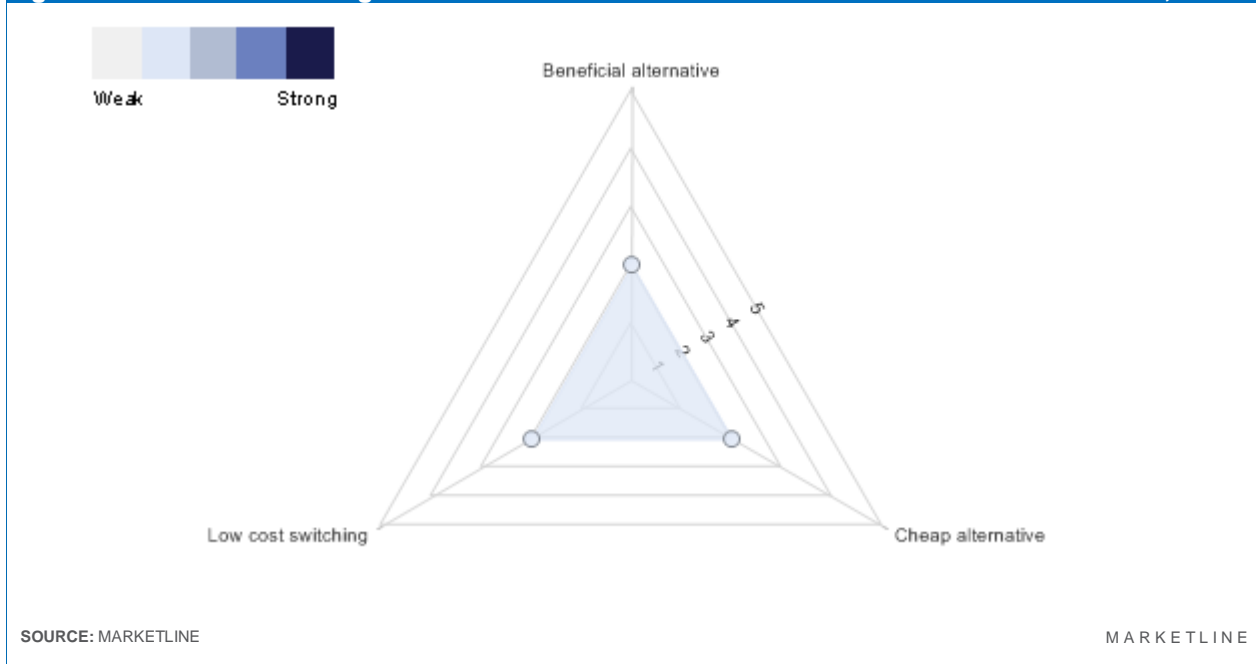 Weak Strong
Beneficial alternative
5
4
3
2
1
Low cost switching
Cheap alternative
SOURCE: MARKETLINE
MARKETLINE